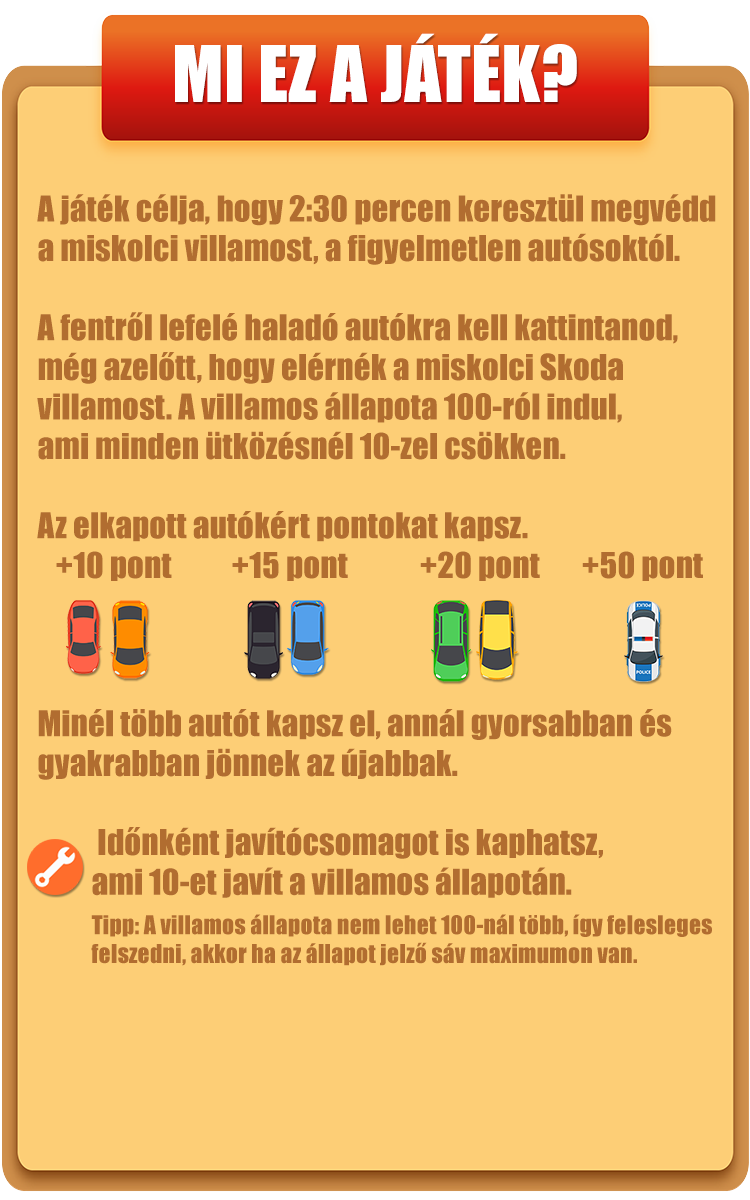 MI EZ A JÁTÉK?
A játék célja, hogy 2:30 percen keresztül megvédd
a miskolci villamost, a figyelmetlen autósoktól.
A fentről lefelé haladó autókra kell kattintanod,
még azelőtt, hogy elérnék a miskolci Skoda
villamost. A villamos állapota 100-ról indul,
ami minden ütközésnél 10-zel csökken.
Az elkapott autókért pontokat kapsz.
+10 pont +15 pont +20 pont +50 pont
POLICE
POLICE
Minél több autót kapsz el, annál gyorsabban és
gyakrabban jönnek az újabbak.
Időnként javítócsomagot is kaphatsz,
ami 10-et javít a villamos állapotán.
Tipp: A villamos állapota nem lehet 100-nál több, így felesleges
felszedni, akkor ha az állapot jelző sáv maximumon van.